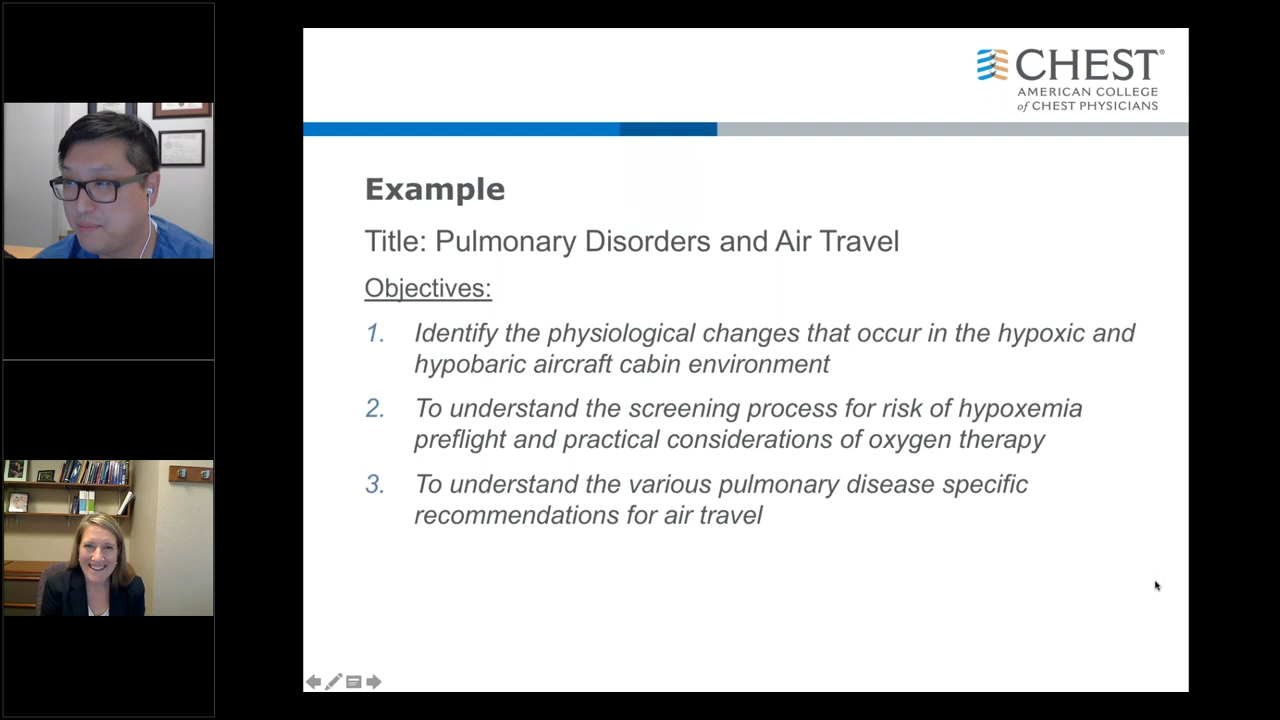 CHEST®
AMERICAN COLLEGE
of CHEST PHYSICIANS
Example
Title: Pulmonary Disorders and Air Travel
Objectives:
1. Identify the physiological changes that occur in the hypoxic and
hypobaric aircraft cabin environment
2. To understand the screening process for risk of hypoxemia
preflight and practical considerations of oxygen therapy
3. To understand the various pulmonary disease specific
recommendations for air travel